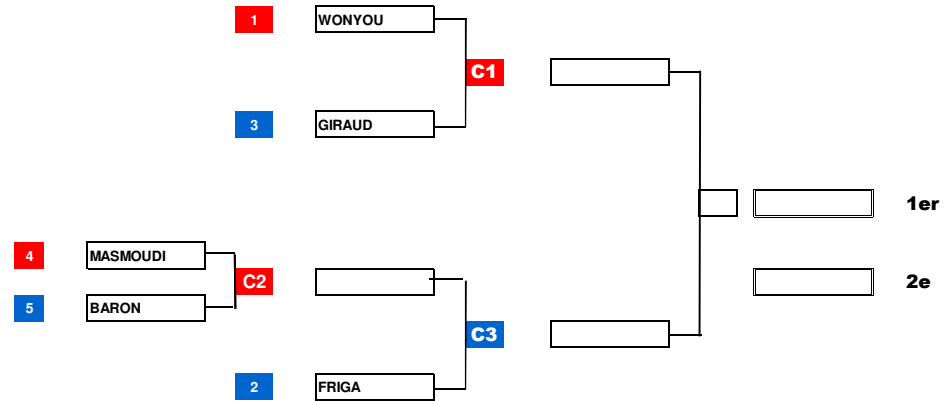 1 WONYOU
C1
3 GIRAUD
1er
4 MASMOUDI
C2
2e
5 BARON
C3
2 FRIGA